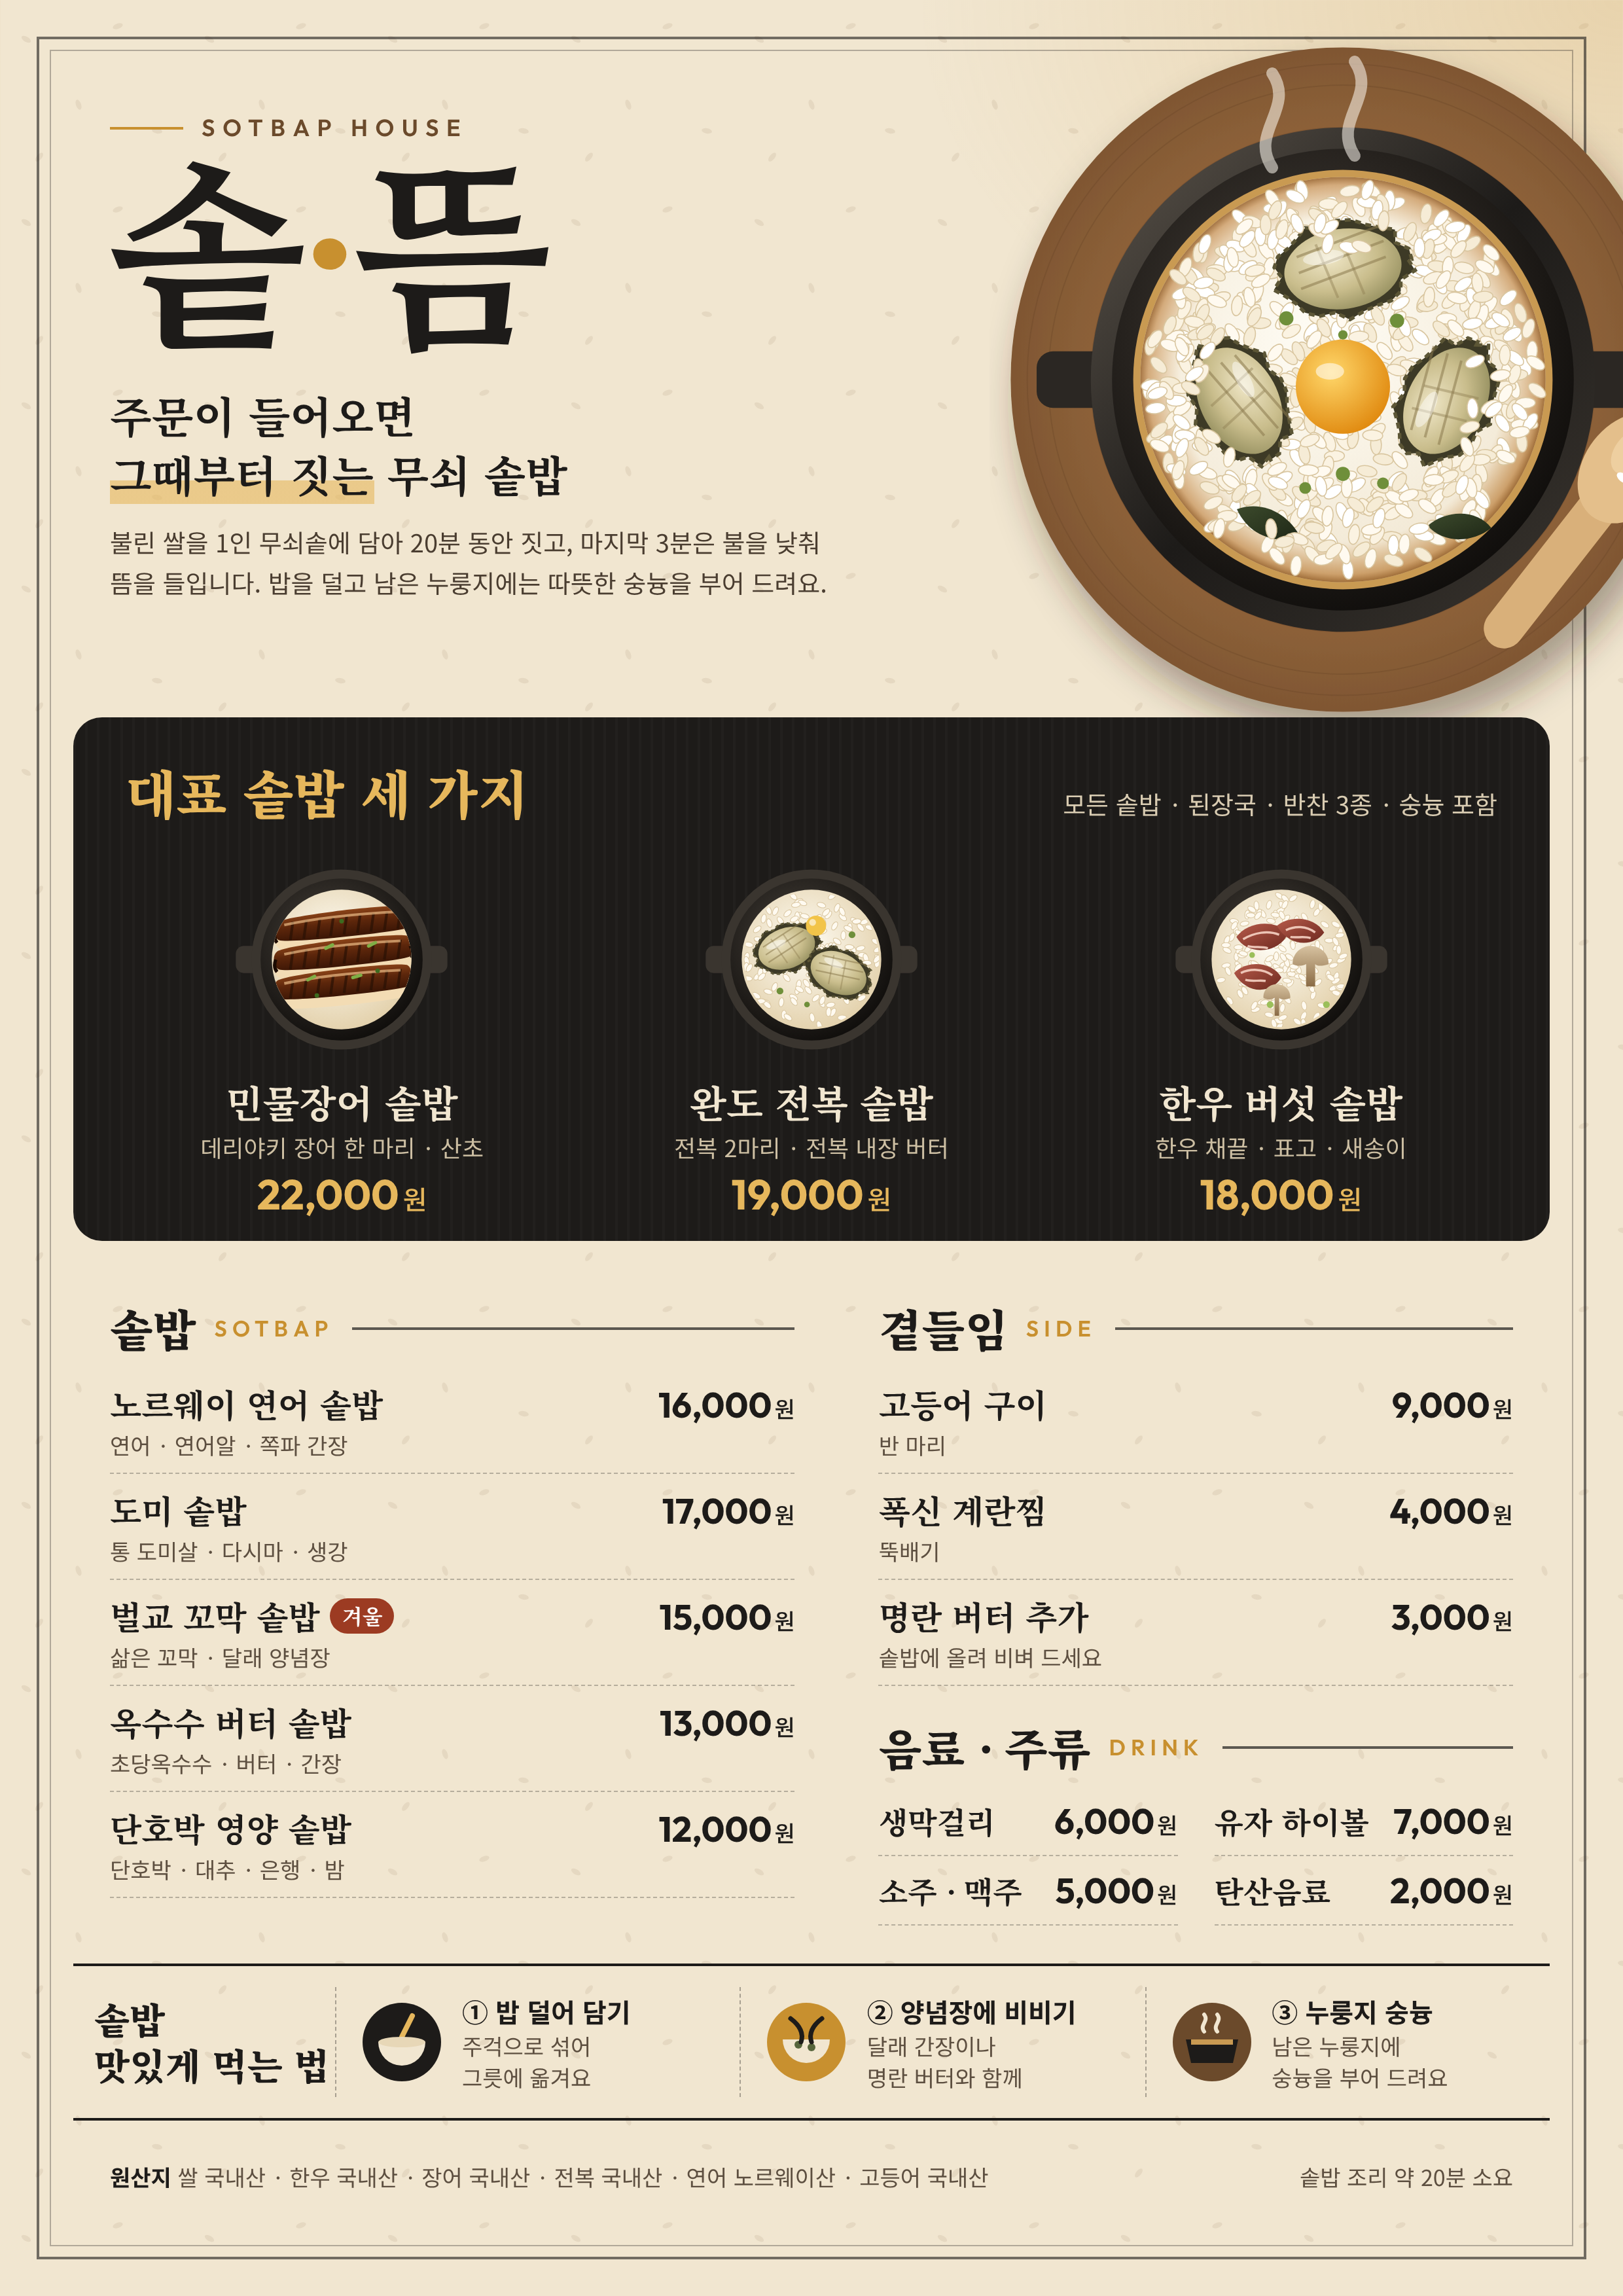 SOTBAP HOUSE
솥·뜸
주문이 들어오면
그때부터 짓는 무쇠 솥밥
불린 쌀을 1인 무쇠솥에 담아 20분 동안 짓고, 마지막 3분은 불을 낮춰
뜸을 들입니다. 밥을 덜고 남은 누룽지에는 따뜻한 숭늉을 부어 드려요.
대표 솥밥 세 가지
모든 솥밥 · 된장국 · 반찬 3종 · 숭늉 포함
민물장어 솥밥
데리야키 장어 한 마리 · 산초
22,000원
완도 전복 솥밥
전복 2마리 · 전복 내장 버터
19,000원
한우 버섯 솥밥
한우 채끝 · 표고 · 새송이
18,000원
솥밥 SOTBAP
노르웨이 연어 솥밥 16,000원
연어 · 연어알 · 쪽파 간장
도미 솥밥 17,000원
통 도미살 · 다시마 · 생강
벌교 꼬막 솥밥 겨울 15,000원
삶은 꼬막 · 달래 양념장
옥수수 버터 솥밥 13,000원
초당옥수수 · 버터 · 간장
단호박 영양 솥밥 12,000원
단호박 · 대추 · 은행 · 밤
곁들임 SIDE
고등어 구이 9,000원
반 마리
폭신 계란찜 4,000원
뚝배기
명란 버터 추가 3,000원
솥밥에 올려 비벼 드세요
음료 · 주류 DRINK
생막걸리 6,000원 유자 하이볼 7,000원
소주 · 맥주 5,000원 탄산음료 2,000원
솥밥
맛있게 먹는 법
① 밥 덜어 담기
주걱으로 섞어
그릇에 옮겨요
② 양념장에 비비기
달래 간장이나
명란 버터와 함께
③ 누룽지 숭늉
남은 누룽지에
숭늉을 부어 드려요
원산지 쌀 국내산 · 한우 국내산 · 장어 국내산 · 전복 국내산 · 연어 노르웨이산 · 고등어 국내산
솥밥 조리 약 20분 소요